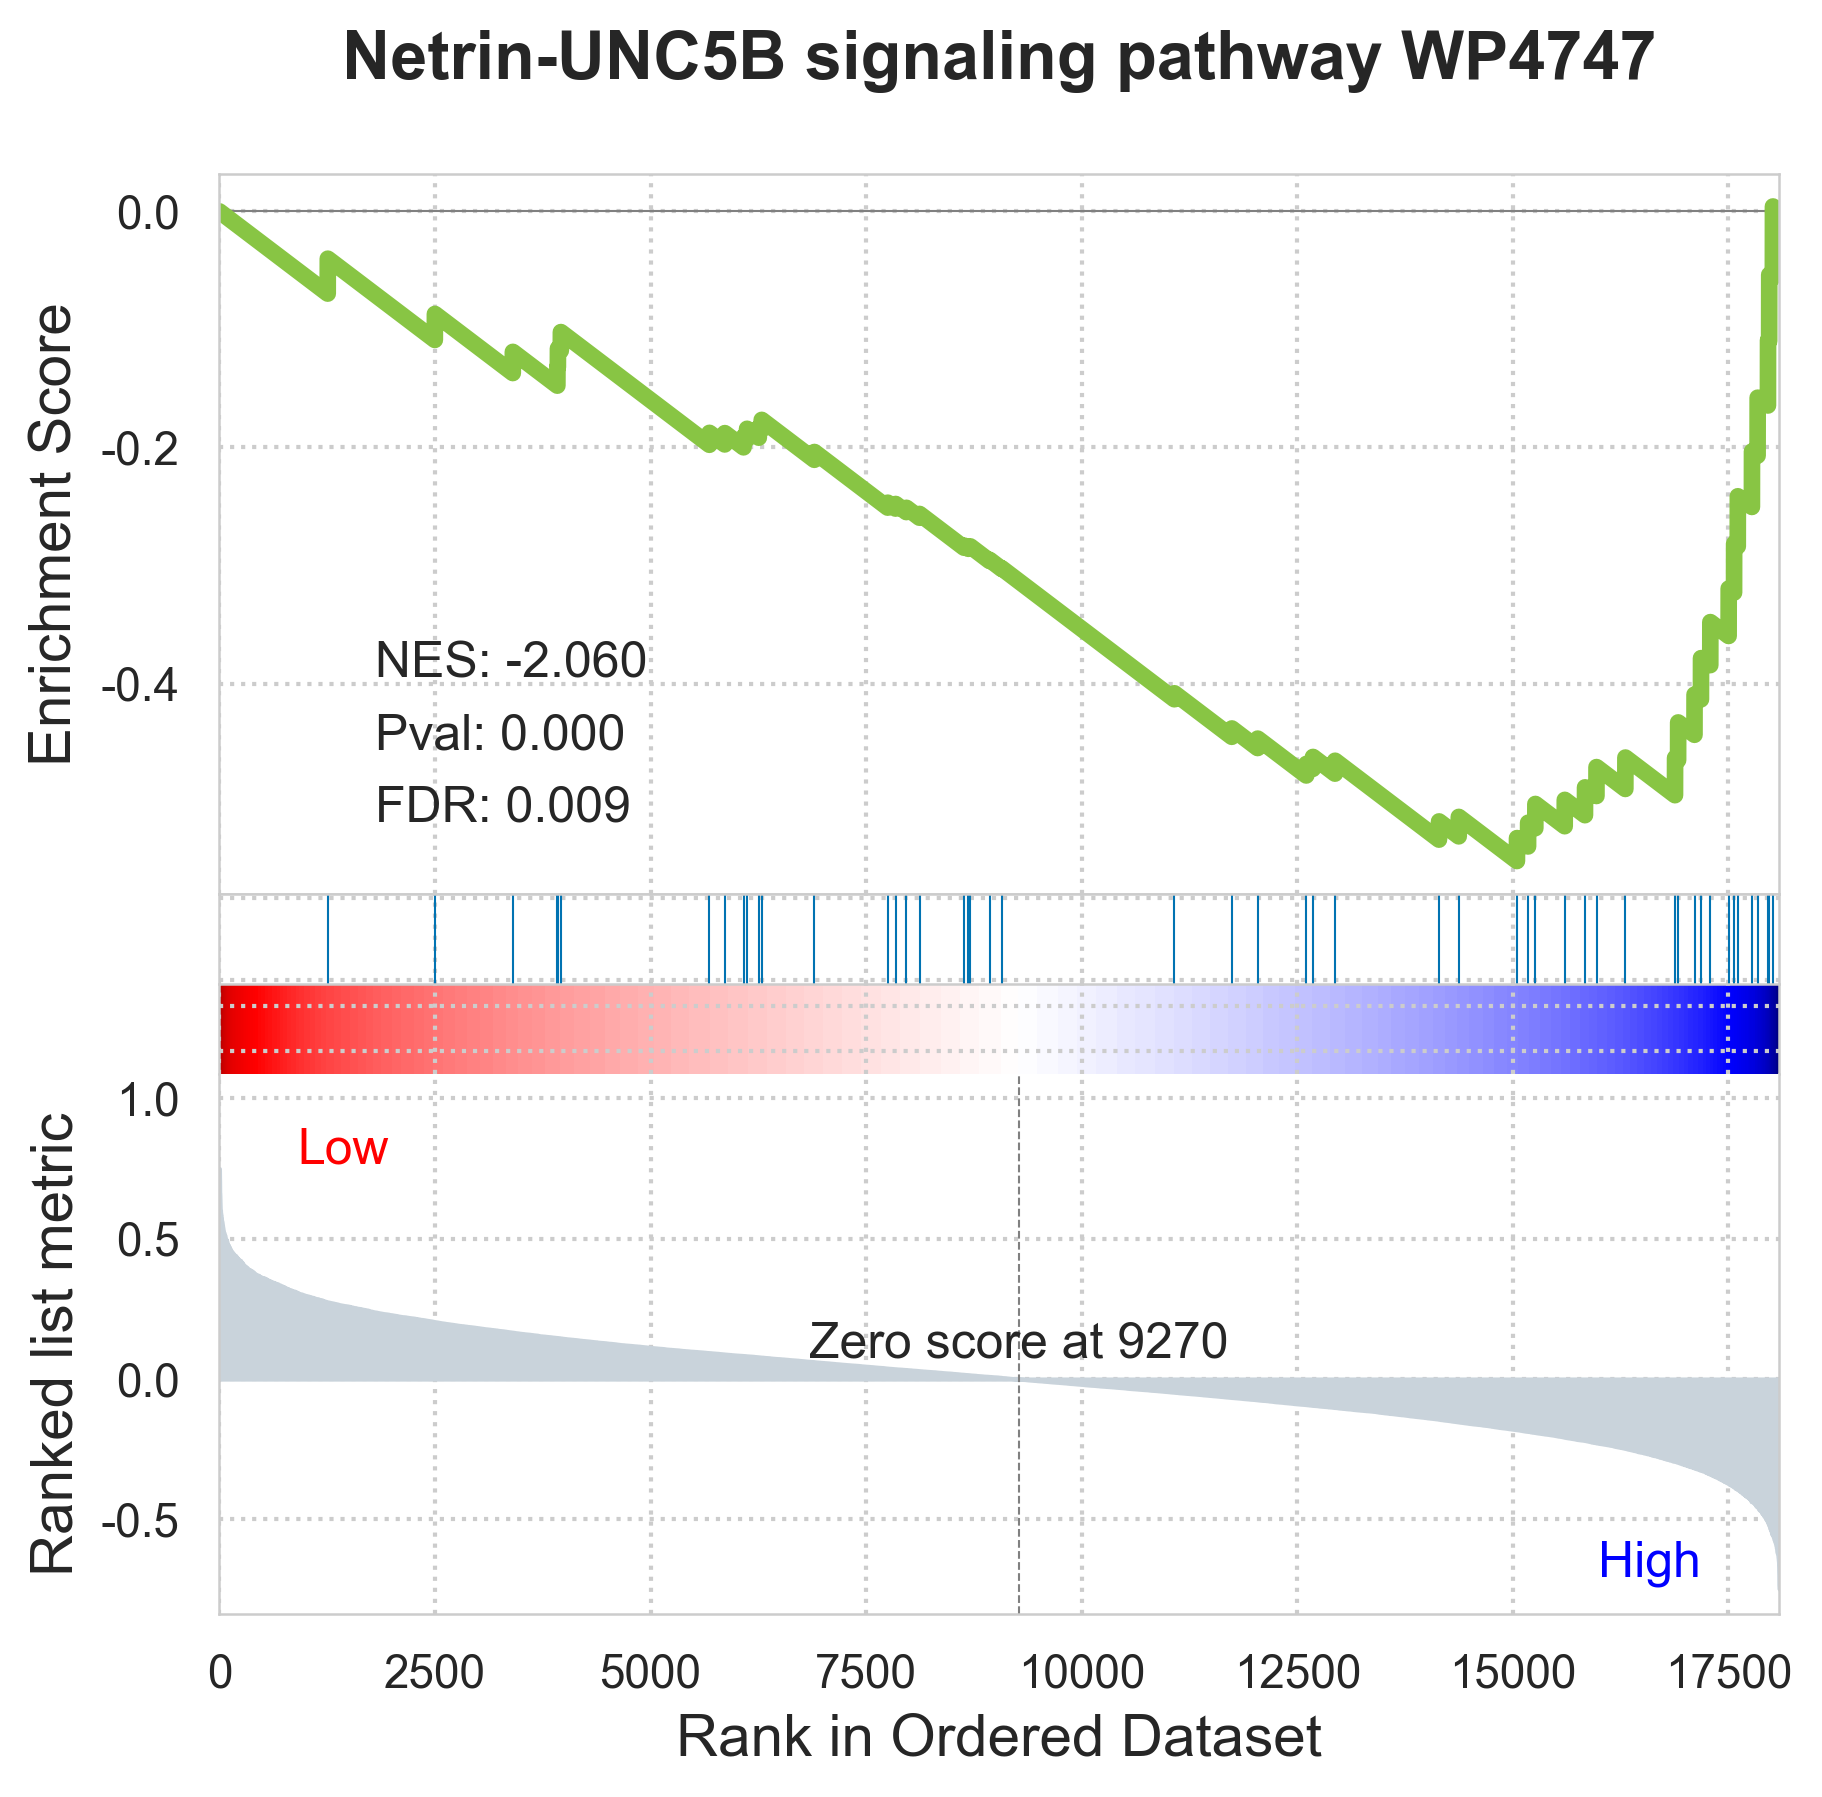 Netrin-UNC5B signaling pathway WP4747
Enrichment Score
0.0
-0.2
-0.4
NES: -2.060
Pval: 0.000
FDR: 0.009
Ranked list metric
1.0
0.5
0.0
-0.5
Low
Zero score at 9270
High
0 2500 5000 7500 10000 12500 15000 17500
Rank in Ordered Dataset